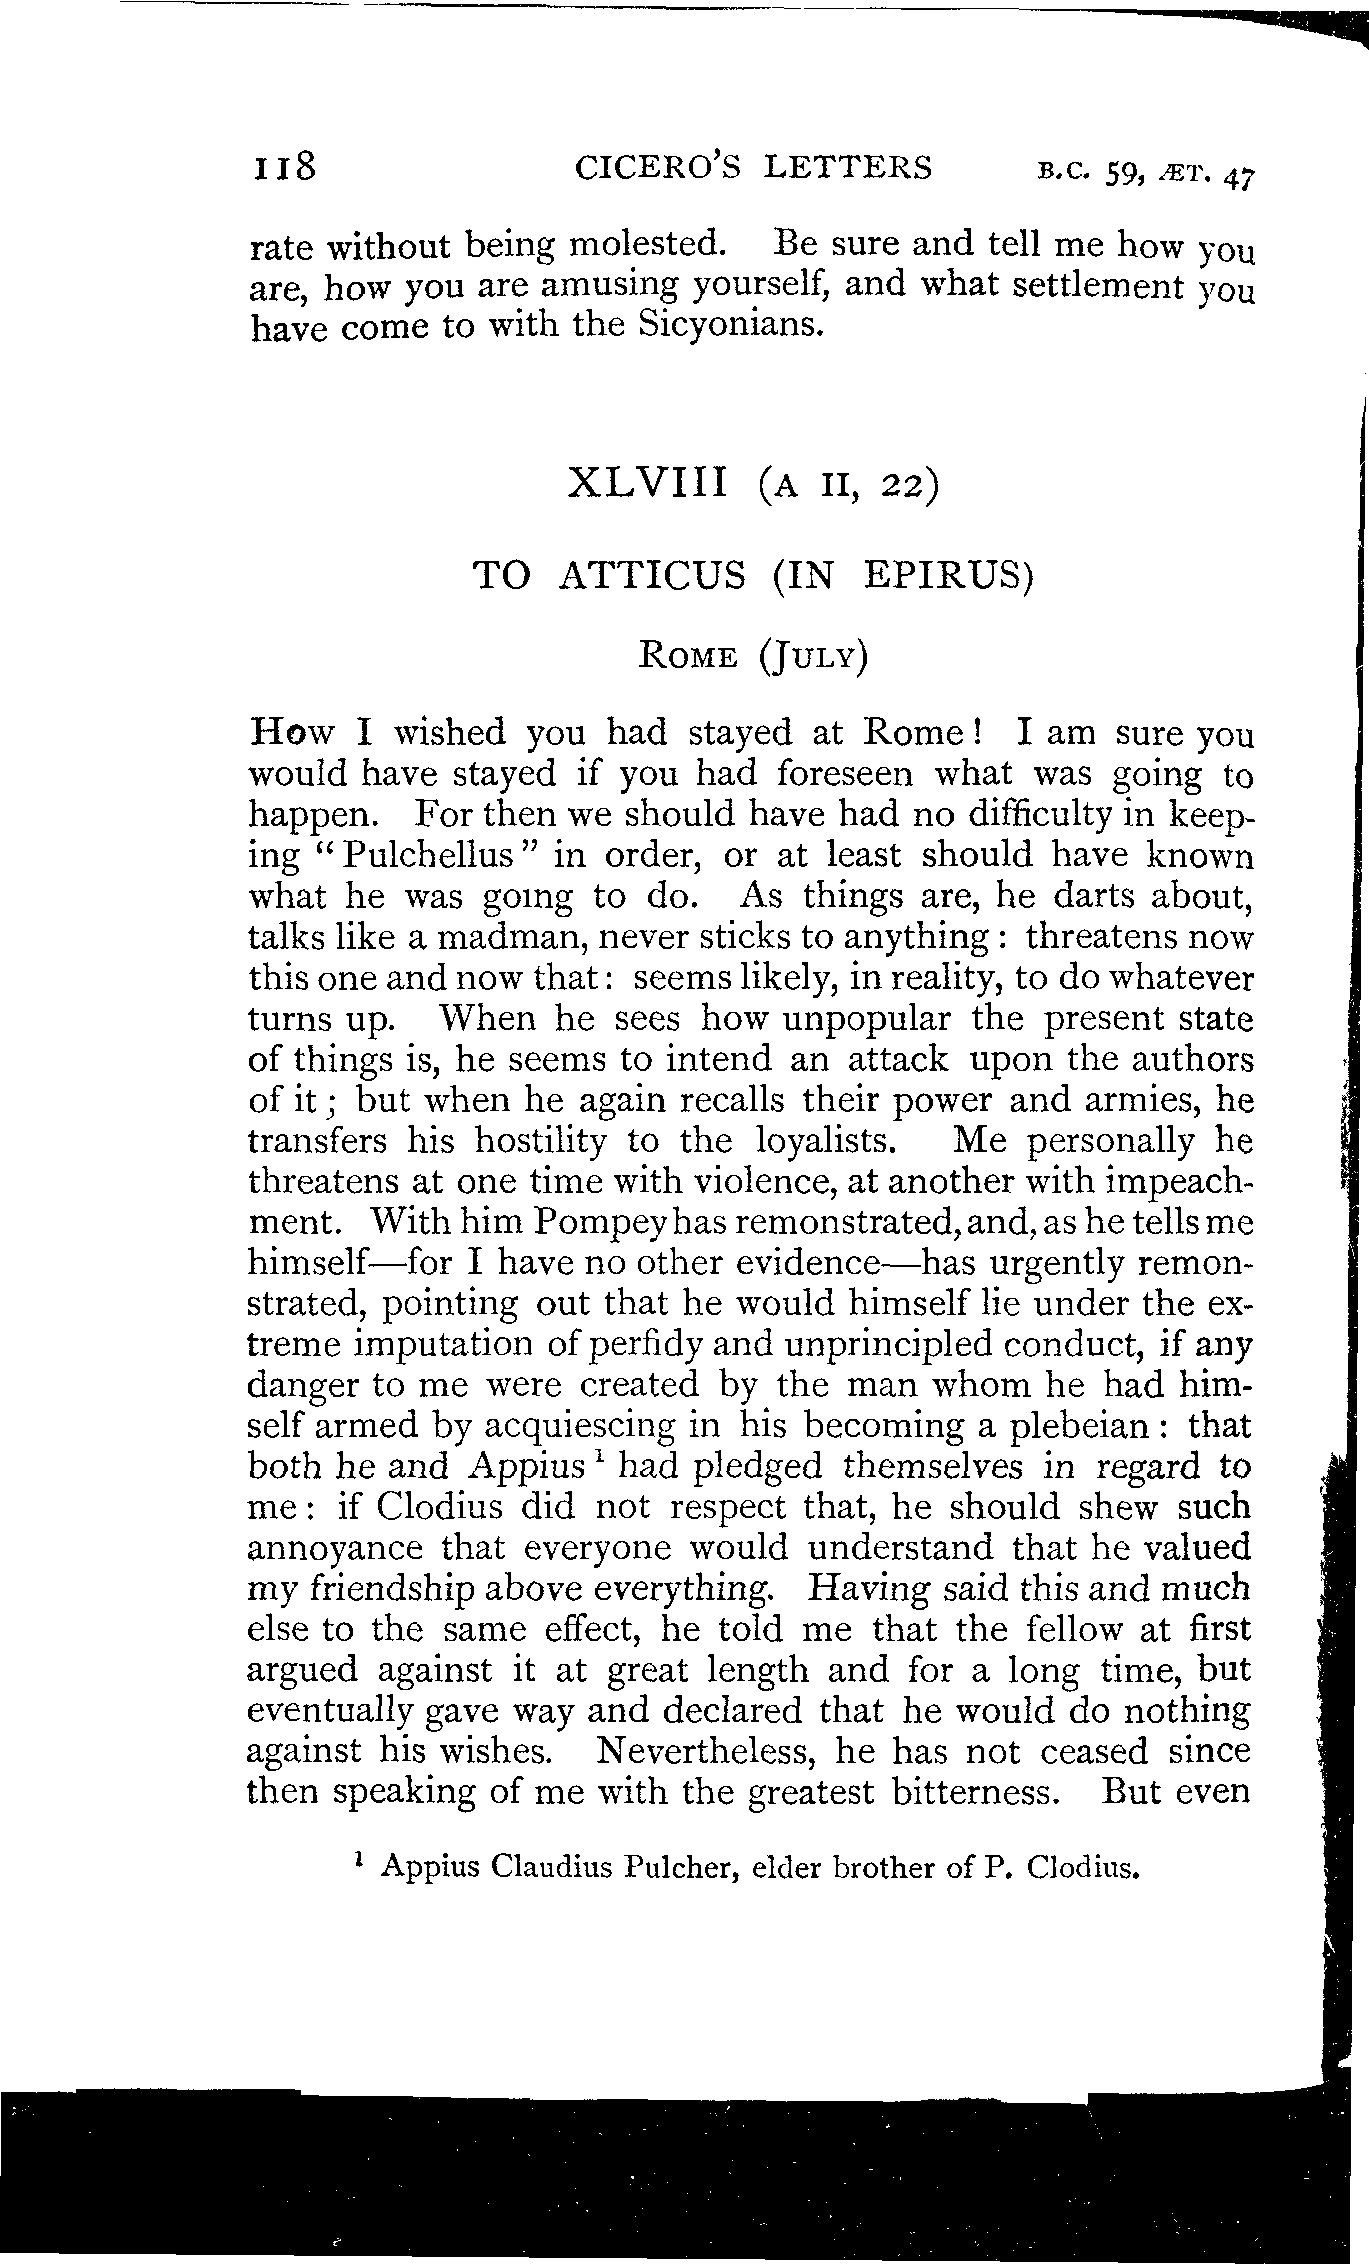 118 CICERO'S LETTERS B.C. 59, ÆT. 47
rate without being molested. Be sure and tell me how you
are, how you are amusing yourself, and what settlement you
have come to with the Sicyonians.
XLVIII (A II, 22)
TO ATTICUS (IN EPIRUS)
ROME (JULY)
How I wished you had stayed at Rome! I am sure you
would have stayed if you had foreseen what was going to
happen. For then we should have had no difficulty in keep-
ing "Pulchellus" in order, or at least should have known
what he was going to do. As things are, he darts about,
talks like a madman, never sticks to anything: threatens now
this one and now that: seems likely, in reality, to do whatever
turns up. When he sees how unpopular the present state
of things is, he seems to intend an attack upon the authors
of it; but when he again recalls their power and armies, he
transfers his hostility to the loyalists. Me personally he
threatens at one time with violence, at another with impeach-
ment. With him Pompey has remonstrated, and, as he tells me
himself—for I have no other evidence—has urgently remon-
strated, pointing out that he would himself lie under the ex-
treme imputation of perfidy and unprincipled conduct, if any
danger to me were created by the man whom he had him-
self armed by acquiescing in his becoming a plebeian: that
both he and Appius¹ had pledged themselves in regard to
me: if Clodius did not respect that, he should shew such
annoyance that everyone would understand that he valued
my friendship above everything. Having said this and much
else to the same effect, he told me that the fellow at first
argued against it at great length and for a long time, but
eventually gave way and declared that he would do nothing
against his wishes. Nevertheless, he has not ceased since
then speaking of me with the greatest bitterness. But even
¹ Appius Claudius Pulcher, elder brother of P. Clodius.